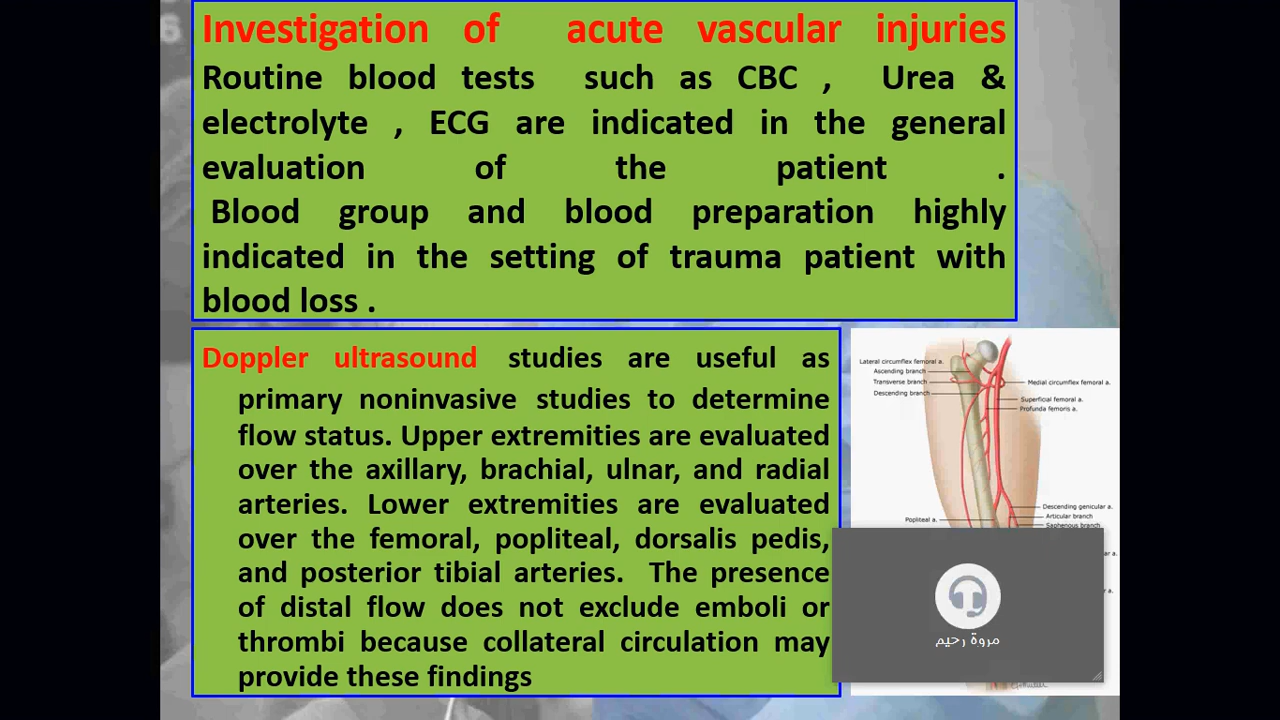 Investigation of acute vascular injuries
Routine blood tests such as CBC , Urea &
electrolyte , ECG are indicated in the general
evaluation of the patient .
Blood group and blood preparation highly
indicated in the setting of trauma patient with
blood loss .
Doppler ultrasound studies are useful as
primary noninvasive studies to determine
flow status. Upper extremities are evaluated
over the axillary, brachial, ulnar, and radial
arteries. Lower extremities are evaluated
over the femoral, popliteal, dorsalis pedis,
and posterior tibial arteries. The presence
of distal flow does not exclude emboli or
thrombi because collateral circulation may
provide these findings
Lateral circumflex femoral a.
Ascending branch
Transverse branch
Descending branch
Medial circumflex femoral a.
Superficial femoral a.
Profunda femoris a.
Descending genicular a.
Articular branch
Saphenous branch
Popliteal a.
مروة رحيم